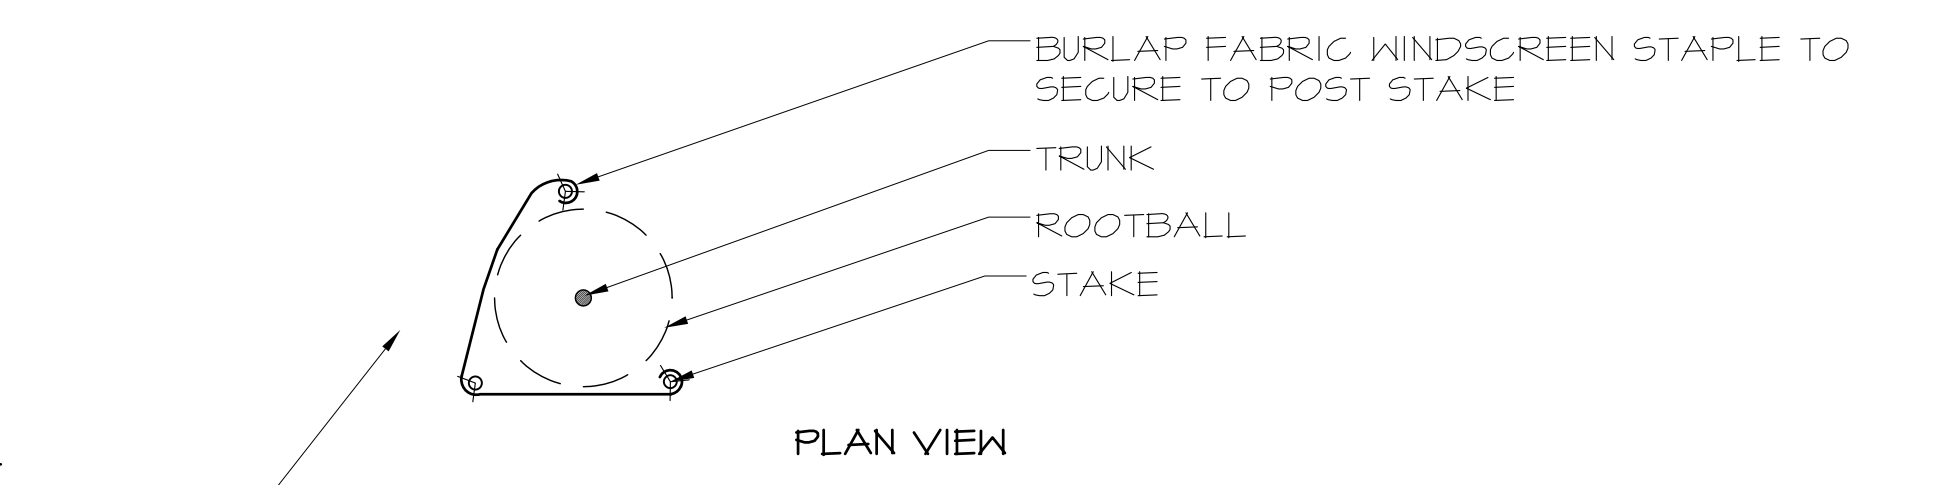 BURLAP FABRIC WINDSCREEN STAPLE TO
SECURE TO POST STAKE
TRUNK
ROOTBALL
STAKE
PLAN VIEW